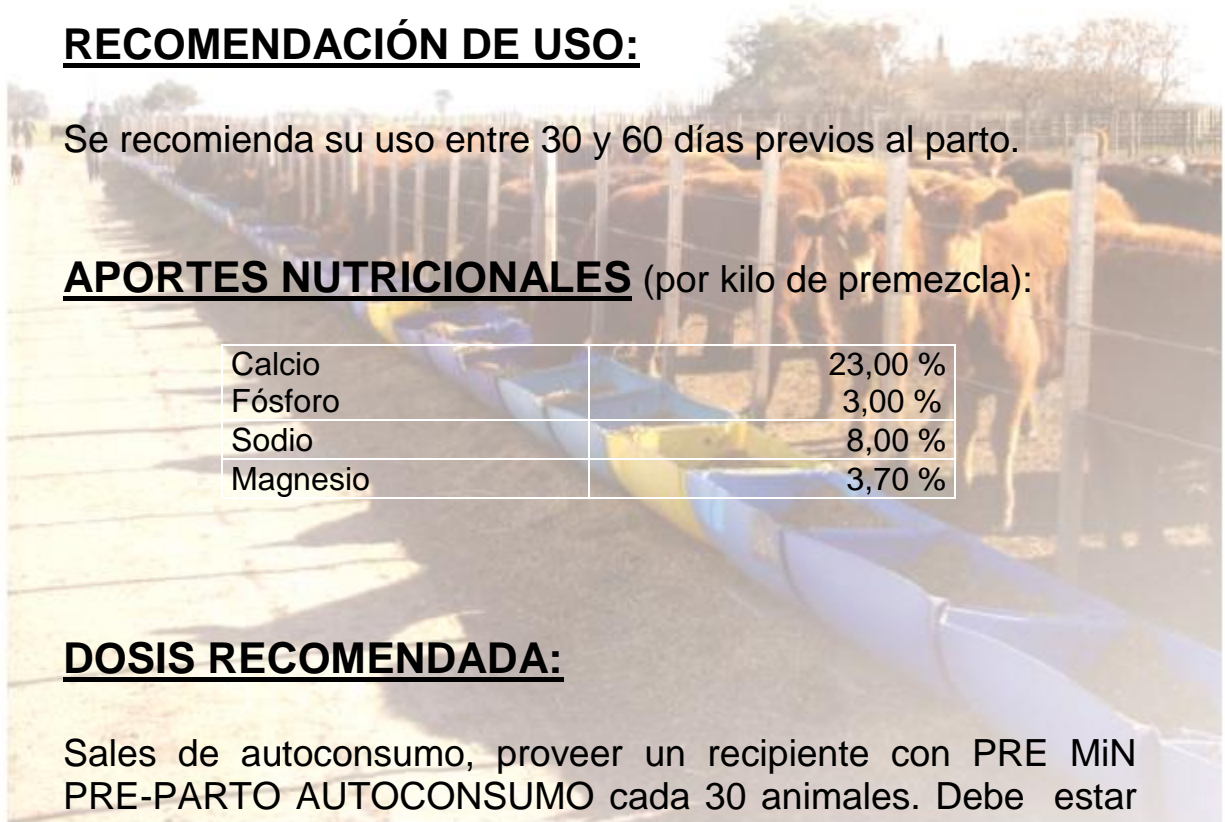 RECOMENDACIÓN DE USO:
Se recomienda su uso entre 30 y 60 días previos al parto.
APORTES NUTRICIONALES (por kilo de premezcla):
Calcio 23,00 %
Fósforo 3,00 %
Sodio 8,00 %
Magnesio 3,70 %
DOSIS RECOMENDADA:
Sales de autoconsumo, proveer un recipiente con PRE MiN
PRE-PARTO AUTOCONSUMO cada 30 animales. Debe estar